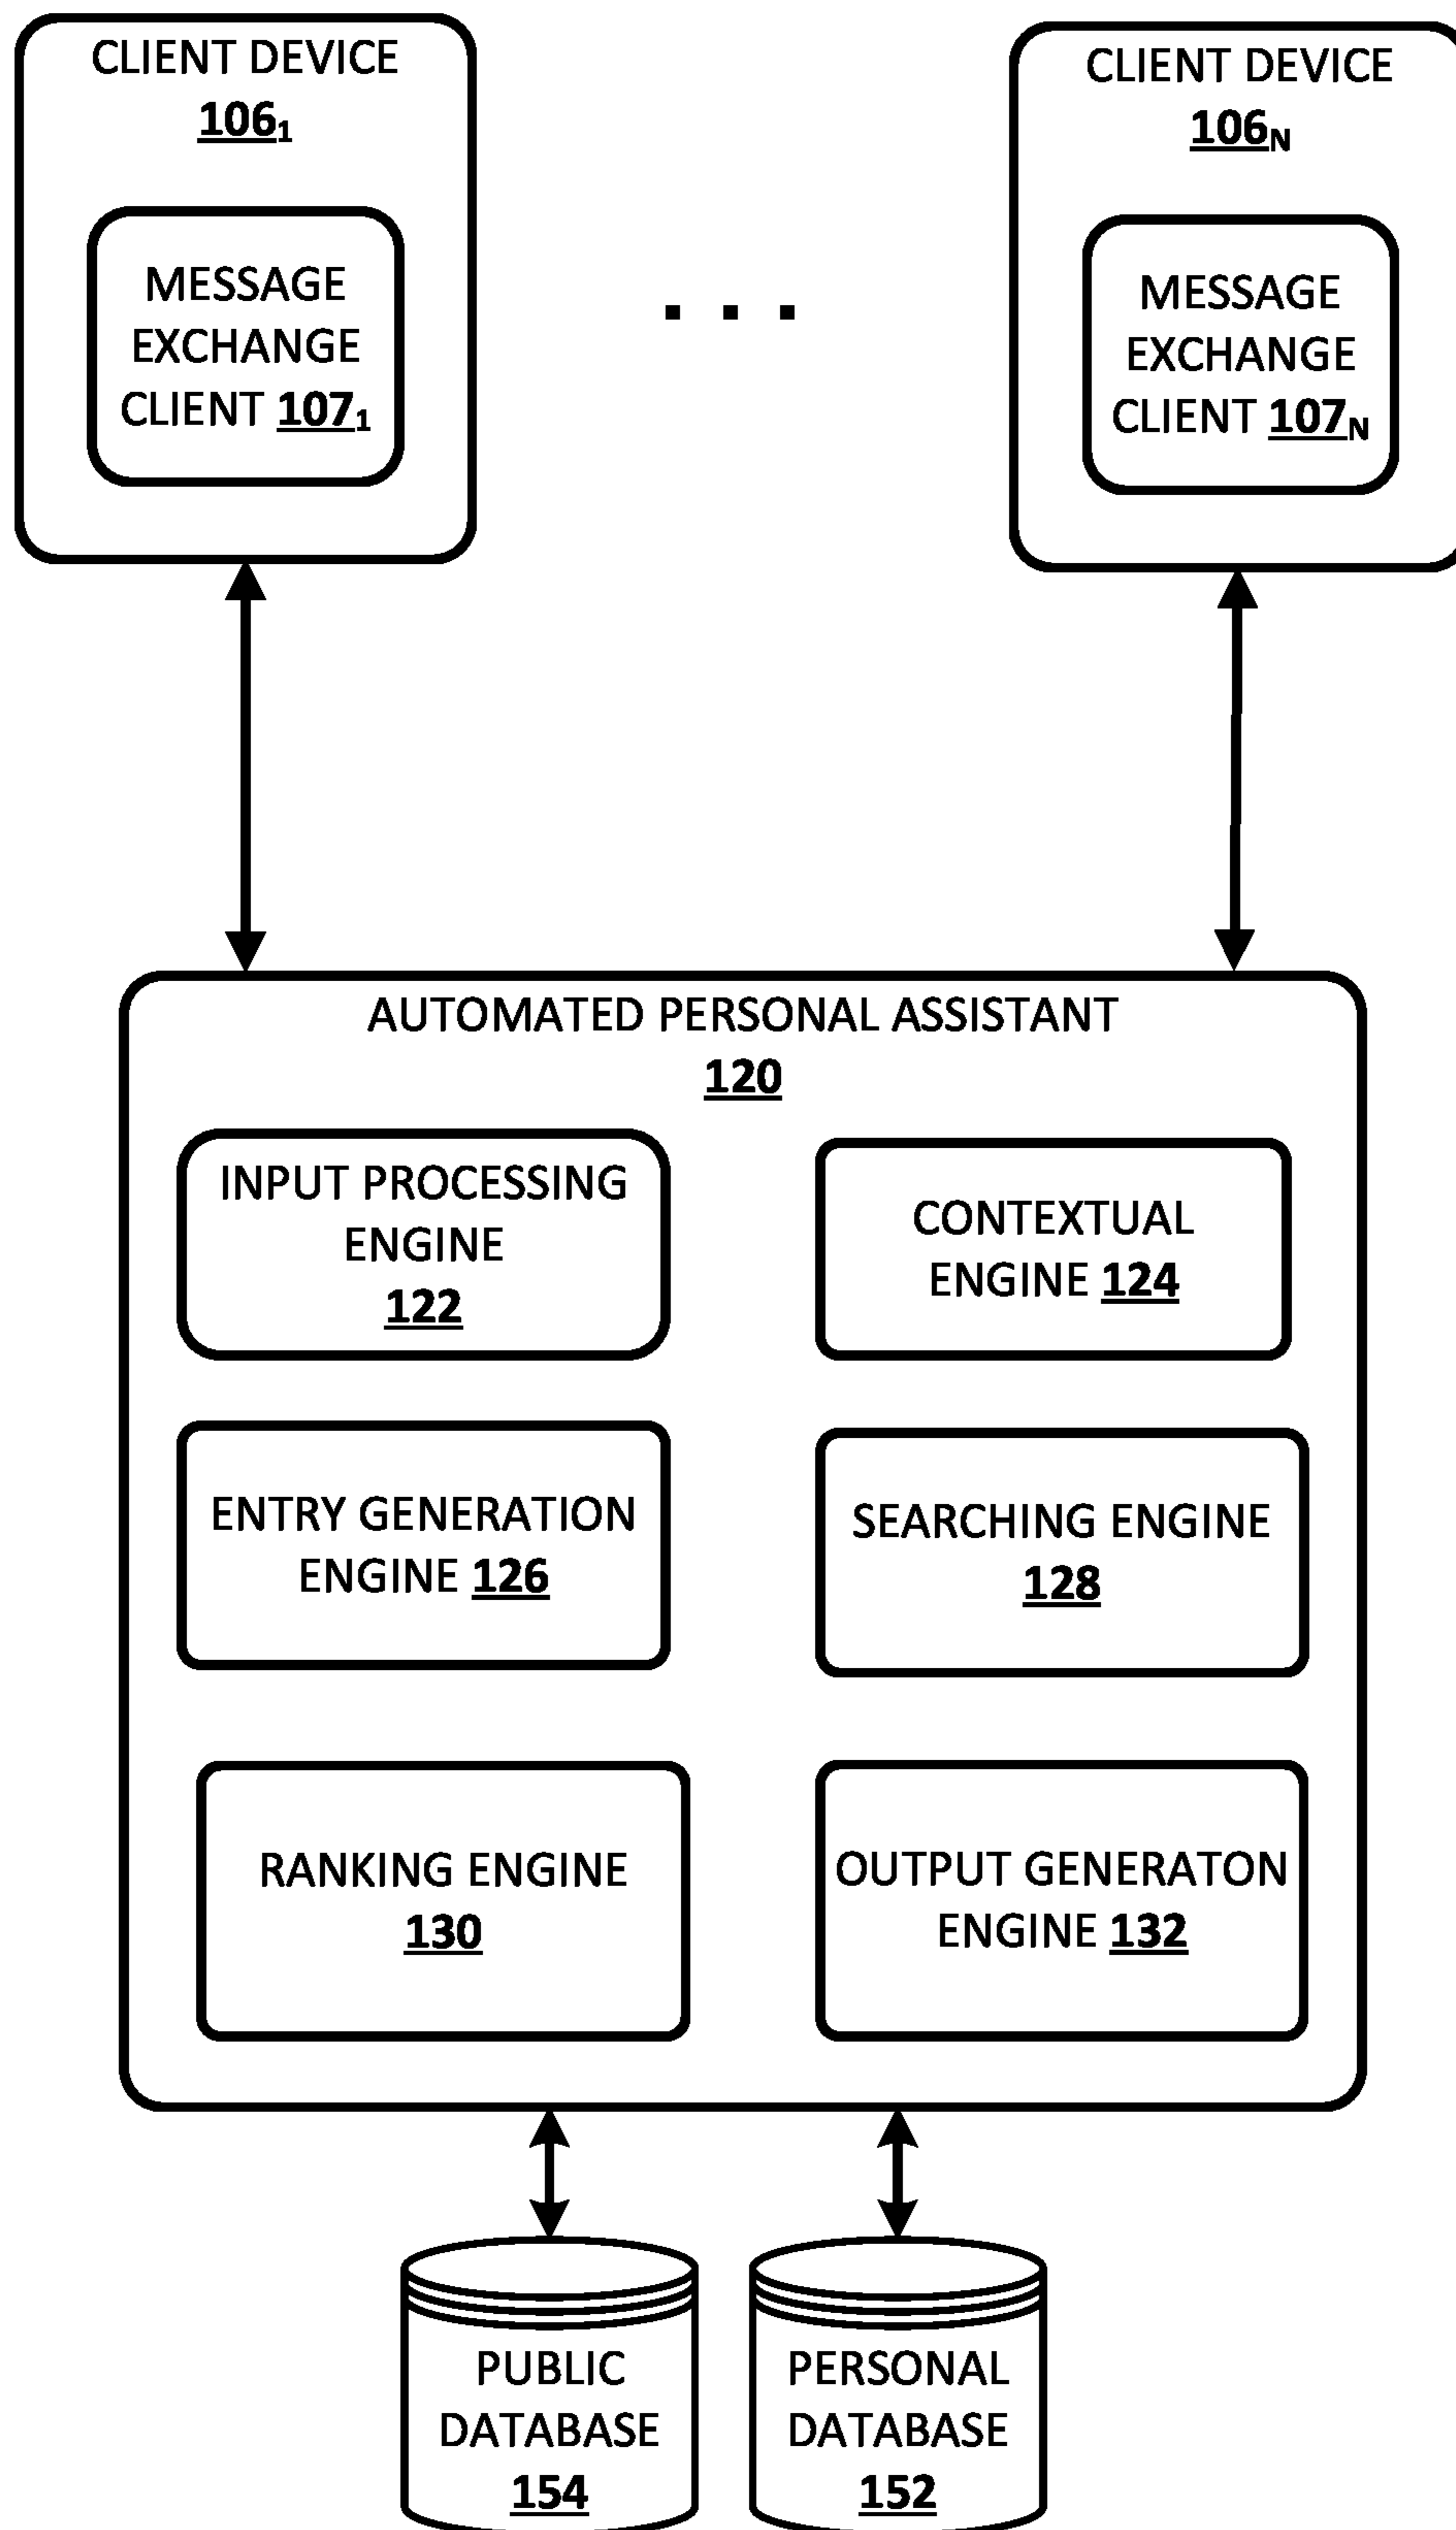 CLIENT DEVICE
106₁
MESSAGE
EXCHANGE
CLIENT 107₁
. . .
CLIENT DEVICE
106N
MESSAGE
EXCHANGE
CLIENT 107N
AUTOMATED PERSONAL ASSISTANT
120
INPUT PROCESSING
ENGINE
122
CONTEXTUAL
ENGINE 124
ENTRY GENERATION
ENGINE 126
SEARCHING ENGINE
128
RANKING ENGINE
130
OUTPUT GENERATON
ENGINE 132
PUBLIC
DATABASE
154
PERSONAL
DATABASE
152